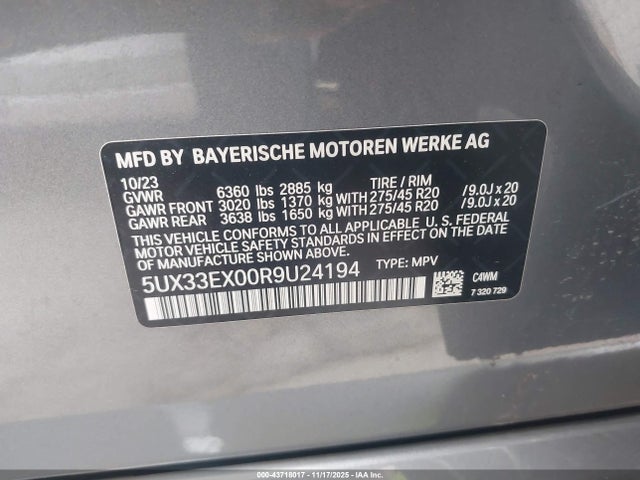 MFD BY BAYERISCHE MOTOREN WERKE AG
10/23 TIRE / RIM
GVWR 6360 lbs 2885 kg
GAWR FRONT 3020 lbs 1370 kg WITH 275/45 R20 / 9.0J x 20
GAWR REAR 3638 lbs 1650 kg WITH 275/45 R20 / 9.0J x 20
THIS VEHICLE CONFORMS TO ALL APPLICABLE U. S. FEDERAL
MOTOR VEHICLE SAFETY STANDARDS IN EFFECT ON THE DATE
OF MANUFACTURE SHOWN ABOVE.
5UX33EX00R9U24194 TYPE: MPV
C4WM
7 320 729
000-43718017 - 11/17/2025 - IAA Inc.